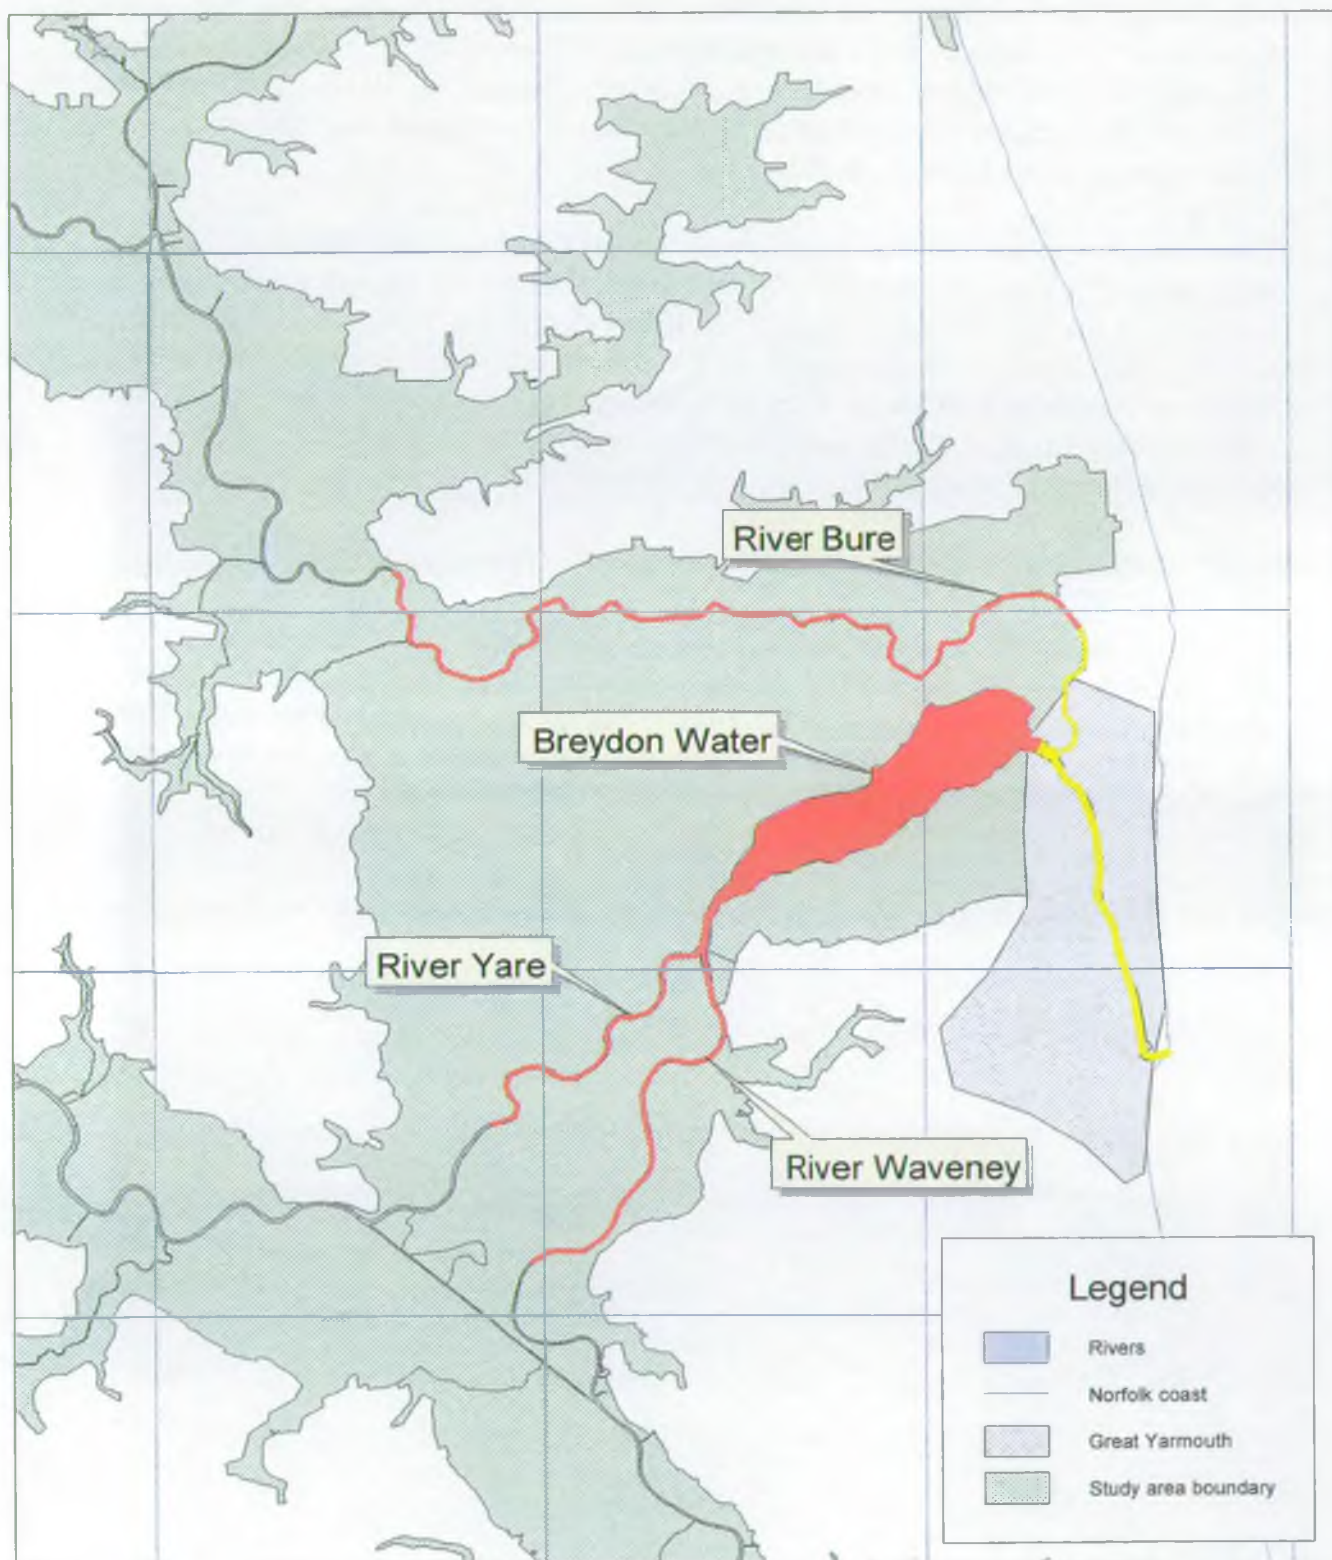 River Bure
Breydon Water
River Yare
River Waveney
Legend
Rivers
Norfolk coast
Great Yarmouth
Study area boundary